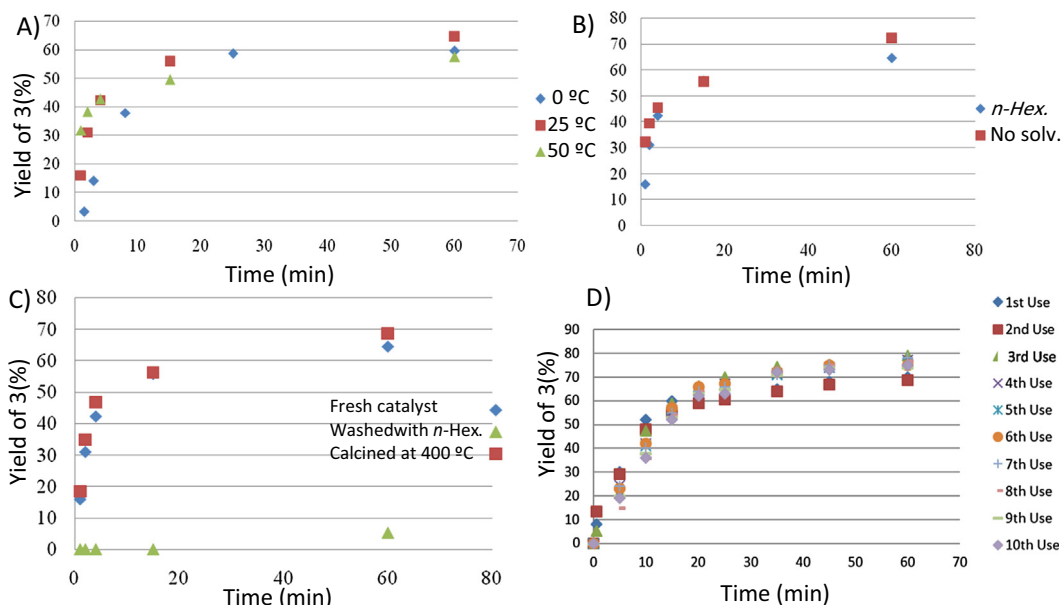 A)
Yield of 3(%)
70
60
50
40
30
20
10
0
0 10 20 30 40 50 60 70
Time (min)
0 ºC
25 ºC
50 ºC
B)
Yield of 3(%)
80
70
60
50
40
30
20
10
0
0 20 40 60 80
Time (min)
n-Hex.
No solv.
C)
Yield of 3(%)
80
70
60
50
40
30
20
10
0
0 20 40 60 80
Time (min)
Fresh catalyst
Washedwith n-Hex.
Calcined at 400 ºC
D)
Yield of 3(%)
90
80
70
60
50
40
30
20
10
0
0 10 20 30 40 50 60 70
Time (min)
1st Use
2nd Use
3rd Use
4th Use
5th Use
6th Use
7th Use
8th Use
9th Use
10th Use